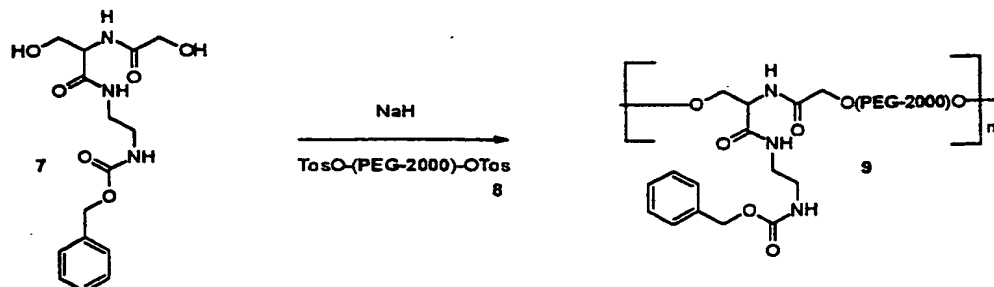 H
HO N OH
O O NH
7
O NH
O
NaH
TosO-(PEG-2000)-OTos
8
H
O N O(PEG-2000)O n
O O NH
9
O NH
O